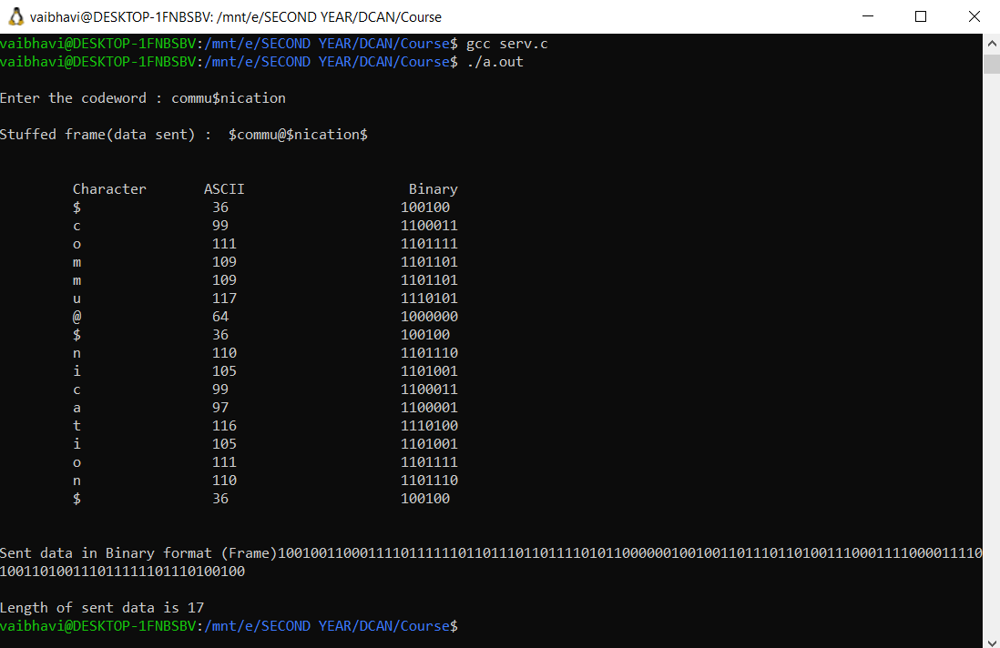 vaibhavi@DESKTOP-1FNBSBV: /mnt/e/SECOND YEAR/DCAN/Course
vaibhavi@DESKTOP-1FNBSBV:/mnt/e/SECOND YEAR/DCAN/Course$ gcc serv.c
vaibhavi@DESKTOP-1FNBSBV:/mnt/e/SECOND YEAR/DCAN/Course$ ./a.out
Enter the codeword : commu$nication
Stuffed frame(data sent) :  $commu@$nication$
Character ASCII Binary
$ 36 100100
c 99 1100011
o 111 1101111
m 109 1101101
m 109 1101101
u 117 1110101
@ 64 1000000
$ 36 100100
n 110 1101110
i 105 1101001
c 99 1100011
a 97 1100001
t 116 1110100
i 105 1101001
o 111 1101111
n 110 1101110
$ 36 100100
Sent data in Binary format (Frame)10010011000111101111110110111011011110101100000010010011011101101001110001111000011110
100110100111011111101110100100
Length of sent data is 17
vaibhavi@DESKTOP-1FNBSBV:/mnt/e/SECOND YEAR/DCAN/Course$